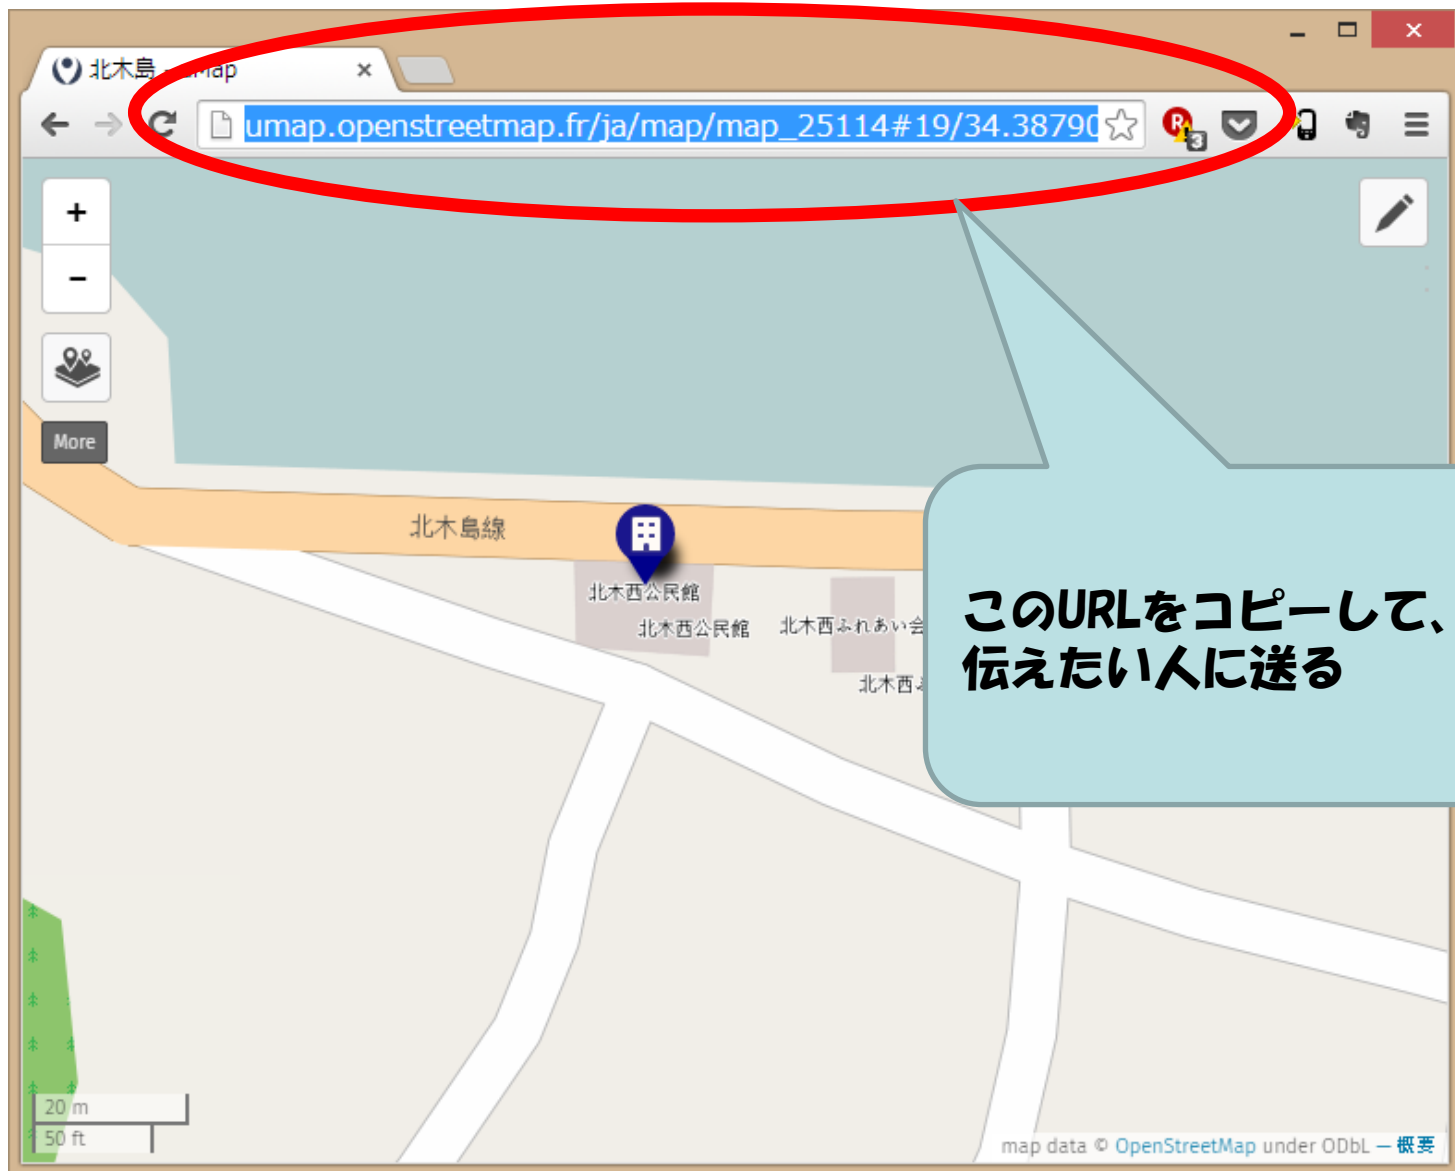 北木島 - uMap
umap.openstreetmap.fr/ja/map/map_25114#19/34.38790
3
+
−
More
北木島線
北木西公民館
北木西公民館
北木西ふれあい会
北木西
このURLをコピーして、
伝えたい人に送る
20 m
50 ft
map data © OpenStreetMap under ODbL — 概要